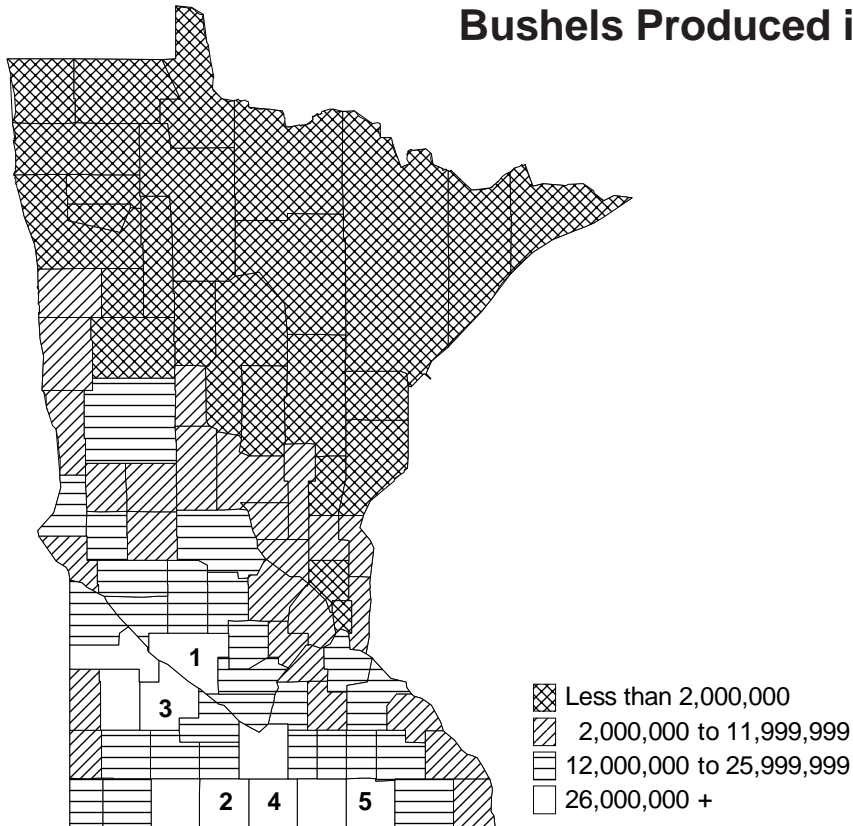 Bushels Produced i
1
3
2 4 5
Less than 2,000,000
2,000,000 to 11,999,999
12,000,000 to 25,999,999
26,000,000 +